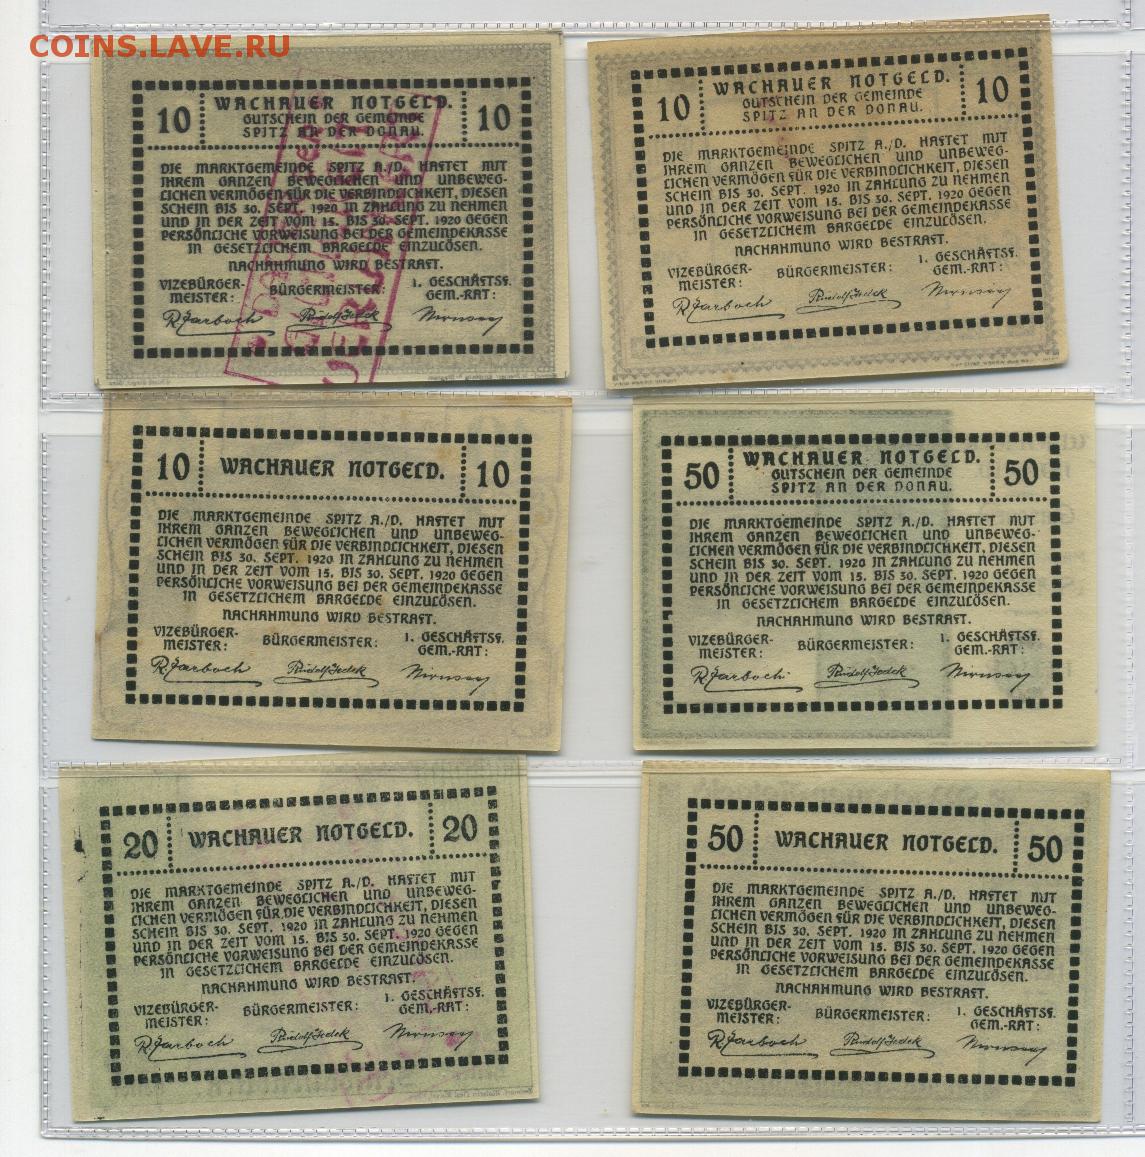 COINS.LAVE.RU
10 WACHAUER NOTGELD. 10
GUTSCHEIN DER GEMEINDE
SPITZ AN DER DONAU.
DIE MARKTGEMEINDE SPITZ A./D. HAFTET MIT
IHREM GANZEN BEWEGLICHEN UND UNBEWEG-
LICHEN VERMÖGEN FÜR DIE VERBINDLICHKEIT, DIESEN
SCHEIN BIS 30. SEPT. 1920 IN ZAHLUNG ZU NEHMEN
UND IN DER ZEIT VOM 15. BIS 30. SEPT. 1920 GEGEN
PERSÖNLICHE VORWEISUNG BEI DER GEMEINDEKASSE
IN GESETZLICHEM BARGELDE EINZULÖSEN.
NACHAHMUNG WIRD BESTRAFT.
VIZEBÜRGER- BÜRGERMEISTER: 1. GESCHÄFTSF.
MEISTER: GEM.-RAT:
Rudolf Jedek
10 WACHAUER NOTGELD. 10
GUTSCHEIN DER GEMEINDE
SPITZ AN DER DONAU.
DIE MARKTGEMEINDE SPITZ A./D. HAFTET MIT
IHREM GANZEN BEWEGLICHEN UND UNBEWEG-
LICHEN VERMÖGEN FÜR DIE VERBINDLICHKEIT, DIESEN
SCHEIN BIS 30. SEPT. 1920 IN ZAHLUNG ZU NEHMEN
UND IN DER ZEIT VOM 15. BIS 30. SEPT. 1920 GEGEN
PERSÖNLICHE VORWEISUNG BEI DER GEMEINDEKASSE
IN GESETZLICHEM BARGELDE EINZULÖSEN.
NACHAHMUNG WIRD BESTRAFT.
VIZEBÜRGER- BÜRGERMEISTER: 1. GESCHÄFTSF.
MEISTER: GEM.-RAT:
Rudolf Jedek
10 WACHAUER NOTGELD. 10
DIE MARKTGEMEINDE SPITZ A./D. HAFTET MIT
IHREM GANZEN BEWEGLICHEN UND UNBEWEG-
LICHEN VERMÖGEN FÜR DIE VERBINDLICHKEIT, DIESEN
SCHEIN BIS 30. SEPT. 1920 IN ZAHLUNG ZU NEHMEN
UND IN DER ZEIT VOM 15. BIS 30. SEPT. 1920 GEGEN
PERSÖNLICHE VORWEISUNG BEI DER GEMEINDEKASSE
IN GESETZLICHEM BARGELDE EINZULÖSEN.
NACHAHMUNG WIRD BESTRAFT.
VIZEBÜRGER- BÜRGERMEISTER: 1. GESCHÄFTSF.
MEISTER: GEM.-RAT:
Rudolf Jedek
50 WACHAUER NOTGELD. 50
GUTSCHEIN DER GEMEINDE
SPITZ AN DER DONAU.
DIE MARKTGEMEINDE SPITZ A./D. HAFTET MIT
IHREM GANZEN BEWEGLICHEN UND UNBEWEG-
LICHEN VERMÖGEN FÜR DIE VERBINDLICHKEIT, DIESEN
SCHEIN BIS 30. SEPT. 1920 IN ZAHLUNG ZU NEHMEN
UND IN DER ZEIT VOM 15. BIS 30. SEPT. 1920 GEGEN
PERSÖNLICHE VORWEISUNG BEI DER GEMEINDEKASSE
IN GESETZLICHEM BARGELDE EINZULÖSEN.
NACHAHMUNG WIRD BESTRAFT.
VIZEBÜRGER- BÜRGERMEISTER: 1. GESCHÄFTSF.
MEISTER: GEM.-RAT:
Rudolf Jedek
20 WACHAUER NOTGELD. 20
DIE MARKTGEMEINDE SPITZ A./D. HAFTET MIT
IHREM GANZEN BEWEGLICHEN UND UNBEWEG-
LICHEN VERMÖGEN FÜR DIE VERBINDLICHKEIT, DIESEN
SCHEIN BIS 30. SEPT. 1920 IN ZAHLUNG ZU NEHMEN
UND IN DER ZEIT VOM 15. BIS 30. SEPT. 1920 GEGEN
PERSÖNLICHE VORWEISUNG BEI DER GEMEINDEKASSE
IN GESETZLICHEM BARGELDE EINZULÖSEN.
NACHAHMUNG WIRD BESTRAFT.
VIZEBÜRGER- BÜRGERMEISTER: 1. GESCHÄFTSF.
MEISTER: GEM.-RAT:
Rudolf Jedek
50 WACHAUER NOTGELD. 50
DIE MARKTGEMEINDE SPITZ A./D. HAFTET MIT
IHREM GANZEN BEWEGLICHEN UND UNBEWEG-
LICHEN VERMÖGEN FÜR DIE VERBINDLICHKEIT, DIESEN
SCHEIN BIS 30. SEPT. 1920 IN ZAHLUNG ZU NEHMEN
UND IN DER ZEIT VOM 15. BIS 30. SEPT. 1920 GEGEN
PERSÖNLICHE VORWEISUNG BEI DER GEMEINDEKASSE
IN GESETZLICHEM BARGELDE EINZULÖSEN.
NACHAHMUNG WIRD BESTRAFT.
VIZEBÜRGER- BÜRGERMEISTER: 1. GESCHÄFTSF.
MEISTER: GEM.-RAT:
Rudolf Jedek